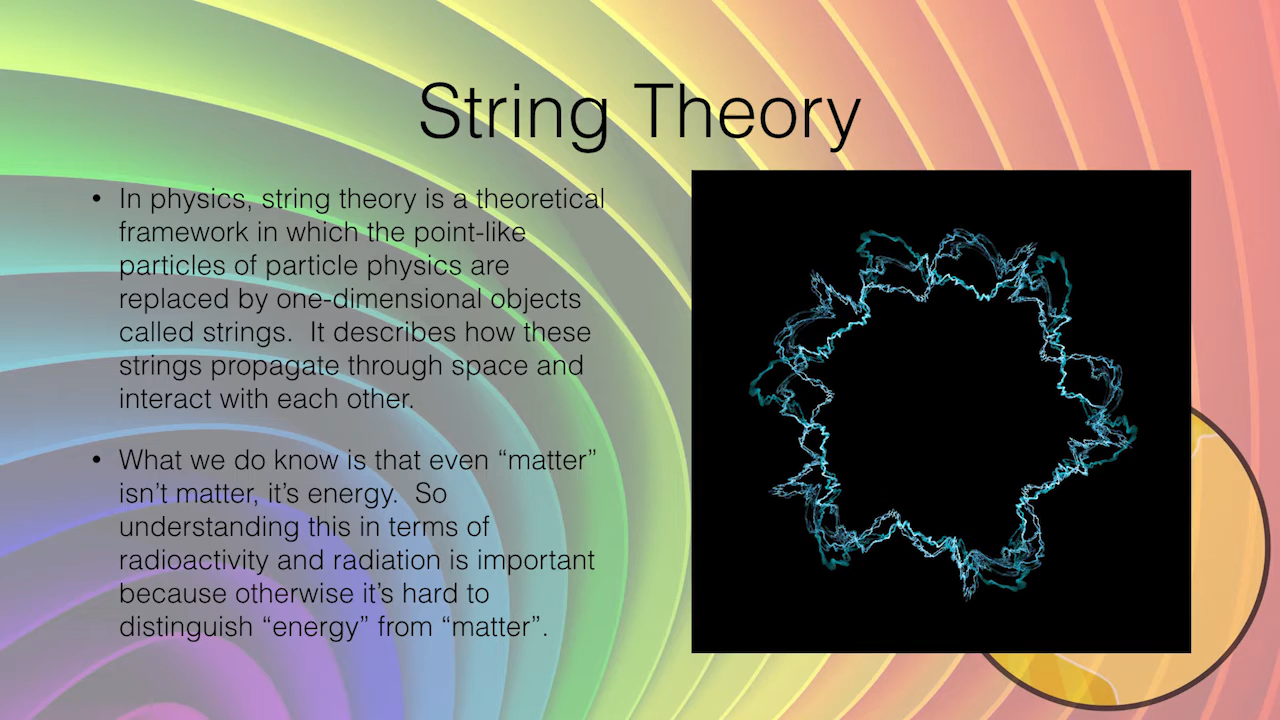 String Theory
• In physics, string theory is a theoretical
framework in which the point-like
particles of particle physics are
replaced by one-dimensional objects
called strings.  It describes how these
strings propagate through space and
interact with each other.
• What we do know is that even “matter”
isn’t matter, it’s energy.  So
understanding this in terms of
radioactivity and radiation is important
because otherwise it’s hard to
distinguish “energy” from “matter”.